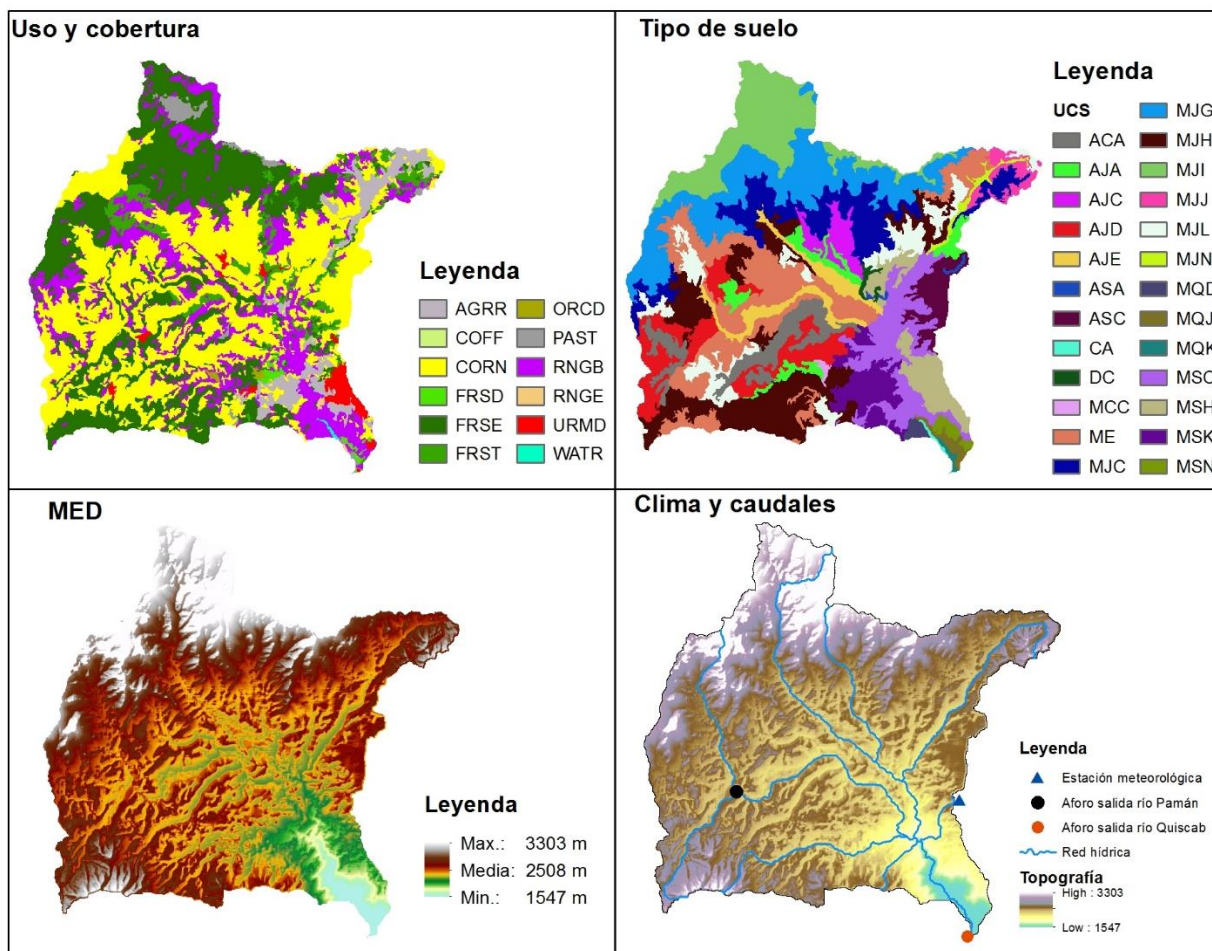 Uso y cobertura
Leyenda
AGRR
COFF
CORN
FRSD
FRSE
FRST
ORCD
PAST
RNGB
RNGE
URMD
WATR
Tipo de suelo
Leyenda
UCS
ACA
AJA
AJC
AJD
AJE
ASA
ASC
CA
DC
MCC
ME
MJC
MJG
MJH
MJI
MJJ
MJL
MJN
MQD
MQJ
MQK
MSH
MSK
MSN
MED
Leyenda
Max.: 3303 m
Media: 2508 m
Min.: 1547 m
Clima y caudales
Leyenda
Estación meteorológica
Aforo salida río Pamán
Aforo salida río Quiscab
Red hídrica
Topografía
High : 3303
Low : 1547